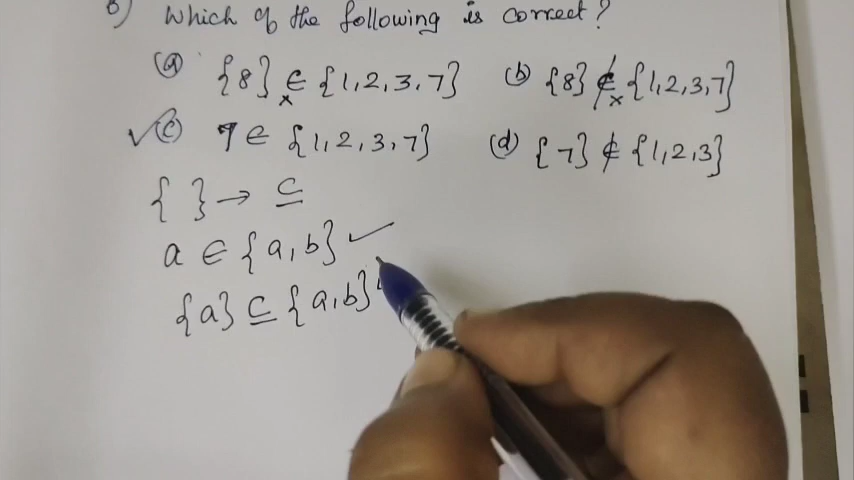 8) Which of the following is correct?
(a) {8} ∈ {1,2,3,7} (b) {8} ∉ {1,2,3,7}
✓(c) 7 ∈ {1,2,3,7} (d) {7} ∉ {1,2,3}
{ } → ⊆
a ∈ {a,b} ✓
{a} ⊆ {a,b}